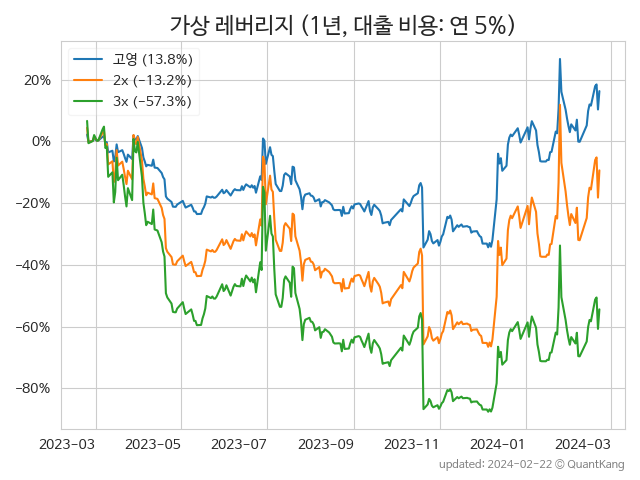 가상 레버리지 (1년, 대출 비용: 연 5%)
고영 (13.8%)
2x (−13.2%)
3x (−57.3%)
20%
0%
−20%
−40%
−60%
−80%
2023-03 2023-05 2023-07 2023-09 2023-11 2024-01 2024-03
updated: 2024-02-22 © QuantKang